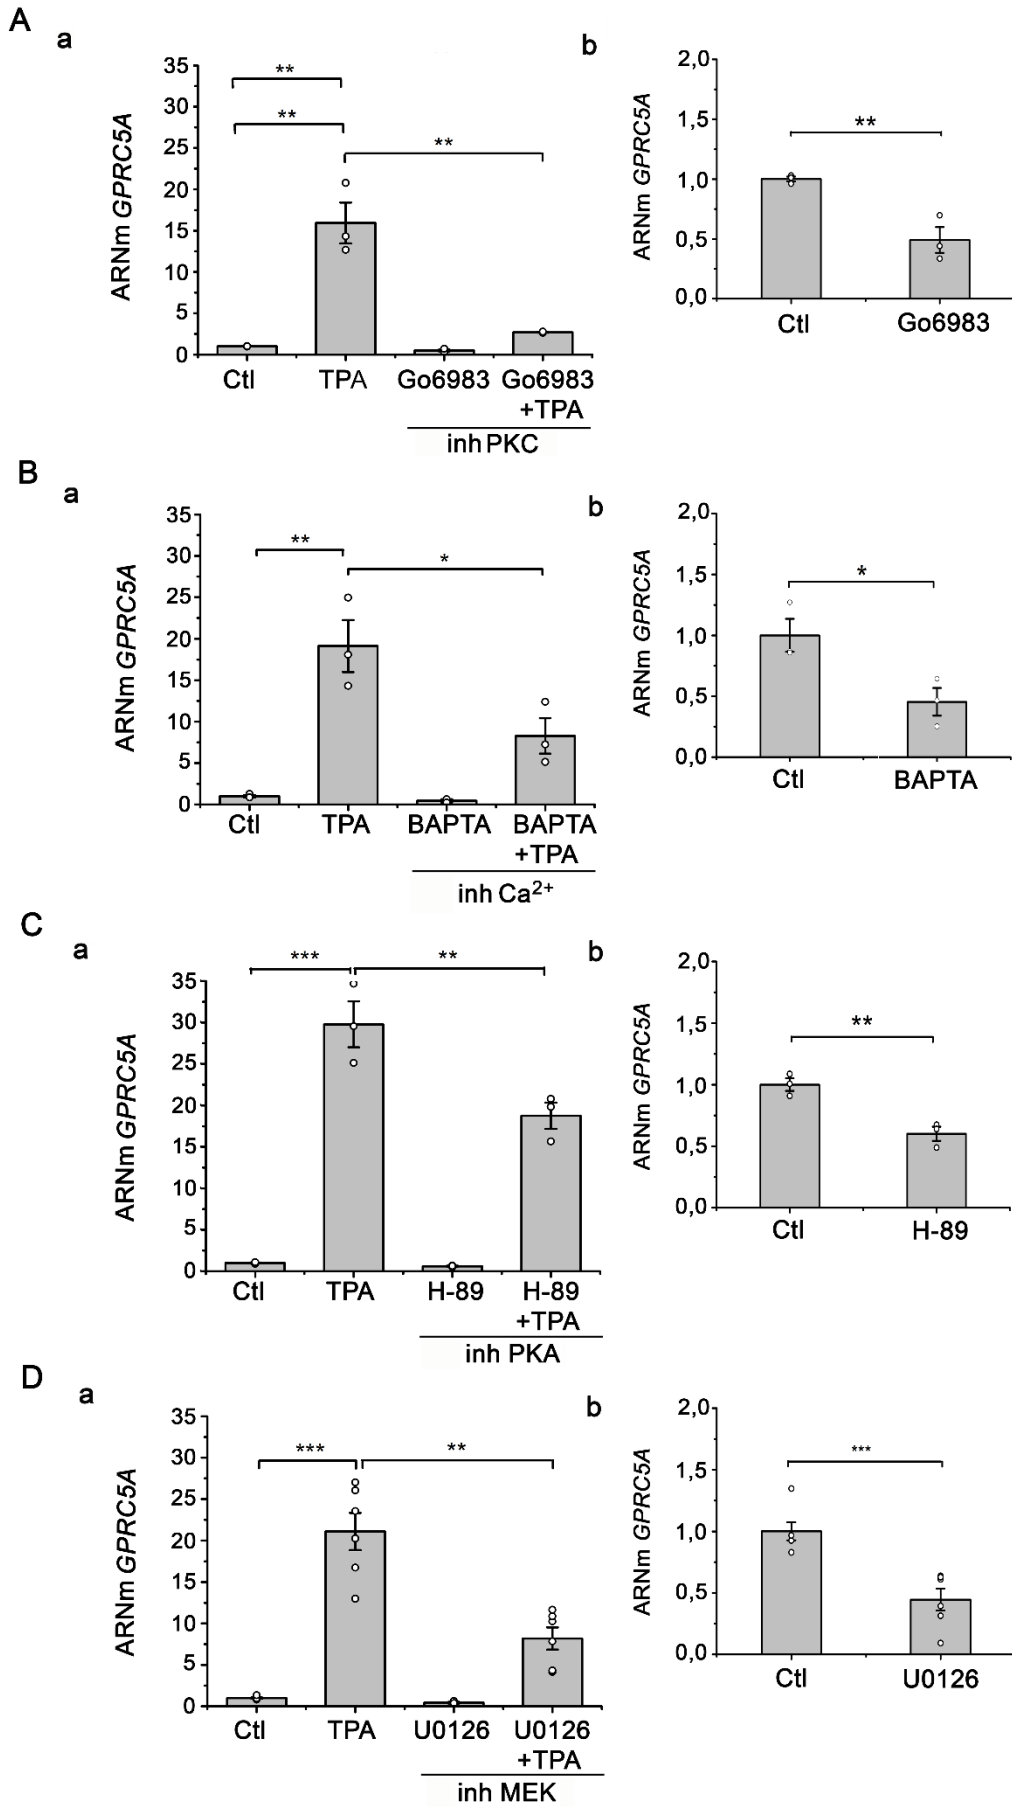 A
a
35
30
25
20
15
10
5
0
ARNm GPRC5A
**
**
**
Ctl TPA Go6983 Go6983
+TPA
inh PKC
b
2,0
1,5
1,0
0,5
0,0
ARNm GPRC5A
**
Ctl Go6983
B
a
35
30
25
20
15
10
5
0
ARNm GPRC5A
**
*
Ctl TPA BAPTA BAPTA
+TPA
inh Ca2+
b
2,0
1,5
1,0
0,5
0,0
ARNm GPRC5A
*
Ctl BAPTA
C
a
35
30
25
20
15
10
5
0
ARNm GPRC5A
***
**
Ctl TPA H-89 H-89
+TPA
inh PKA
b
2,0
1,5
1,0
0,5
0,0
ARNm GPRC5A
**
Ctl H-89
D
a
35
30
25
20
15
10
5
0
ARNm GPRC5A
***
**
Ctl TPA U0126 U0126
+TPA
inh MEK
b
2,0
1,5
1,0
0,5
0,0
ARNm GPRC5A
***
Ctl U0126